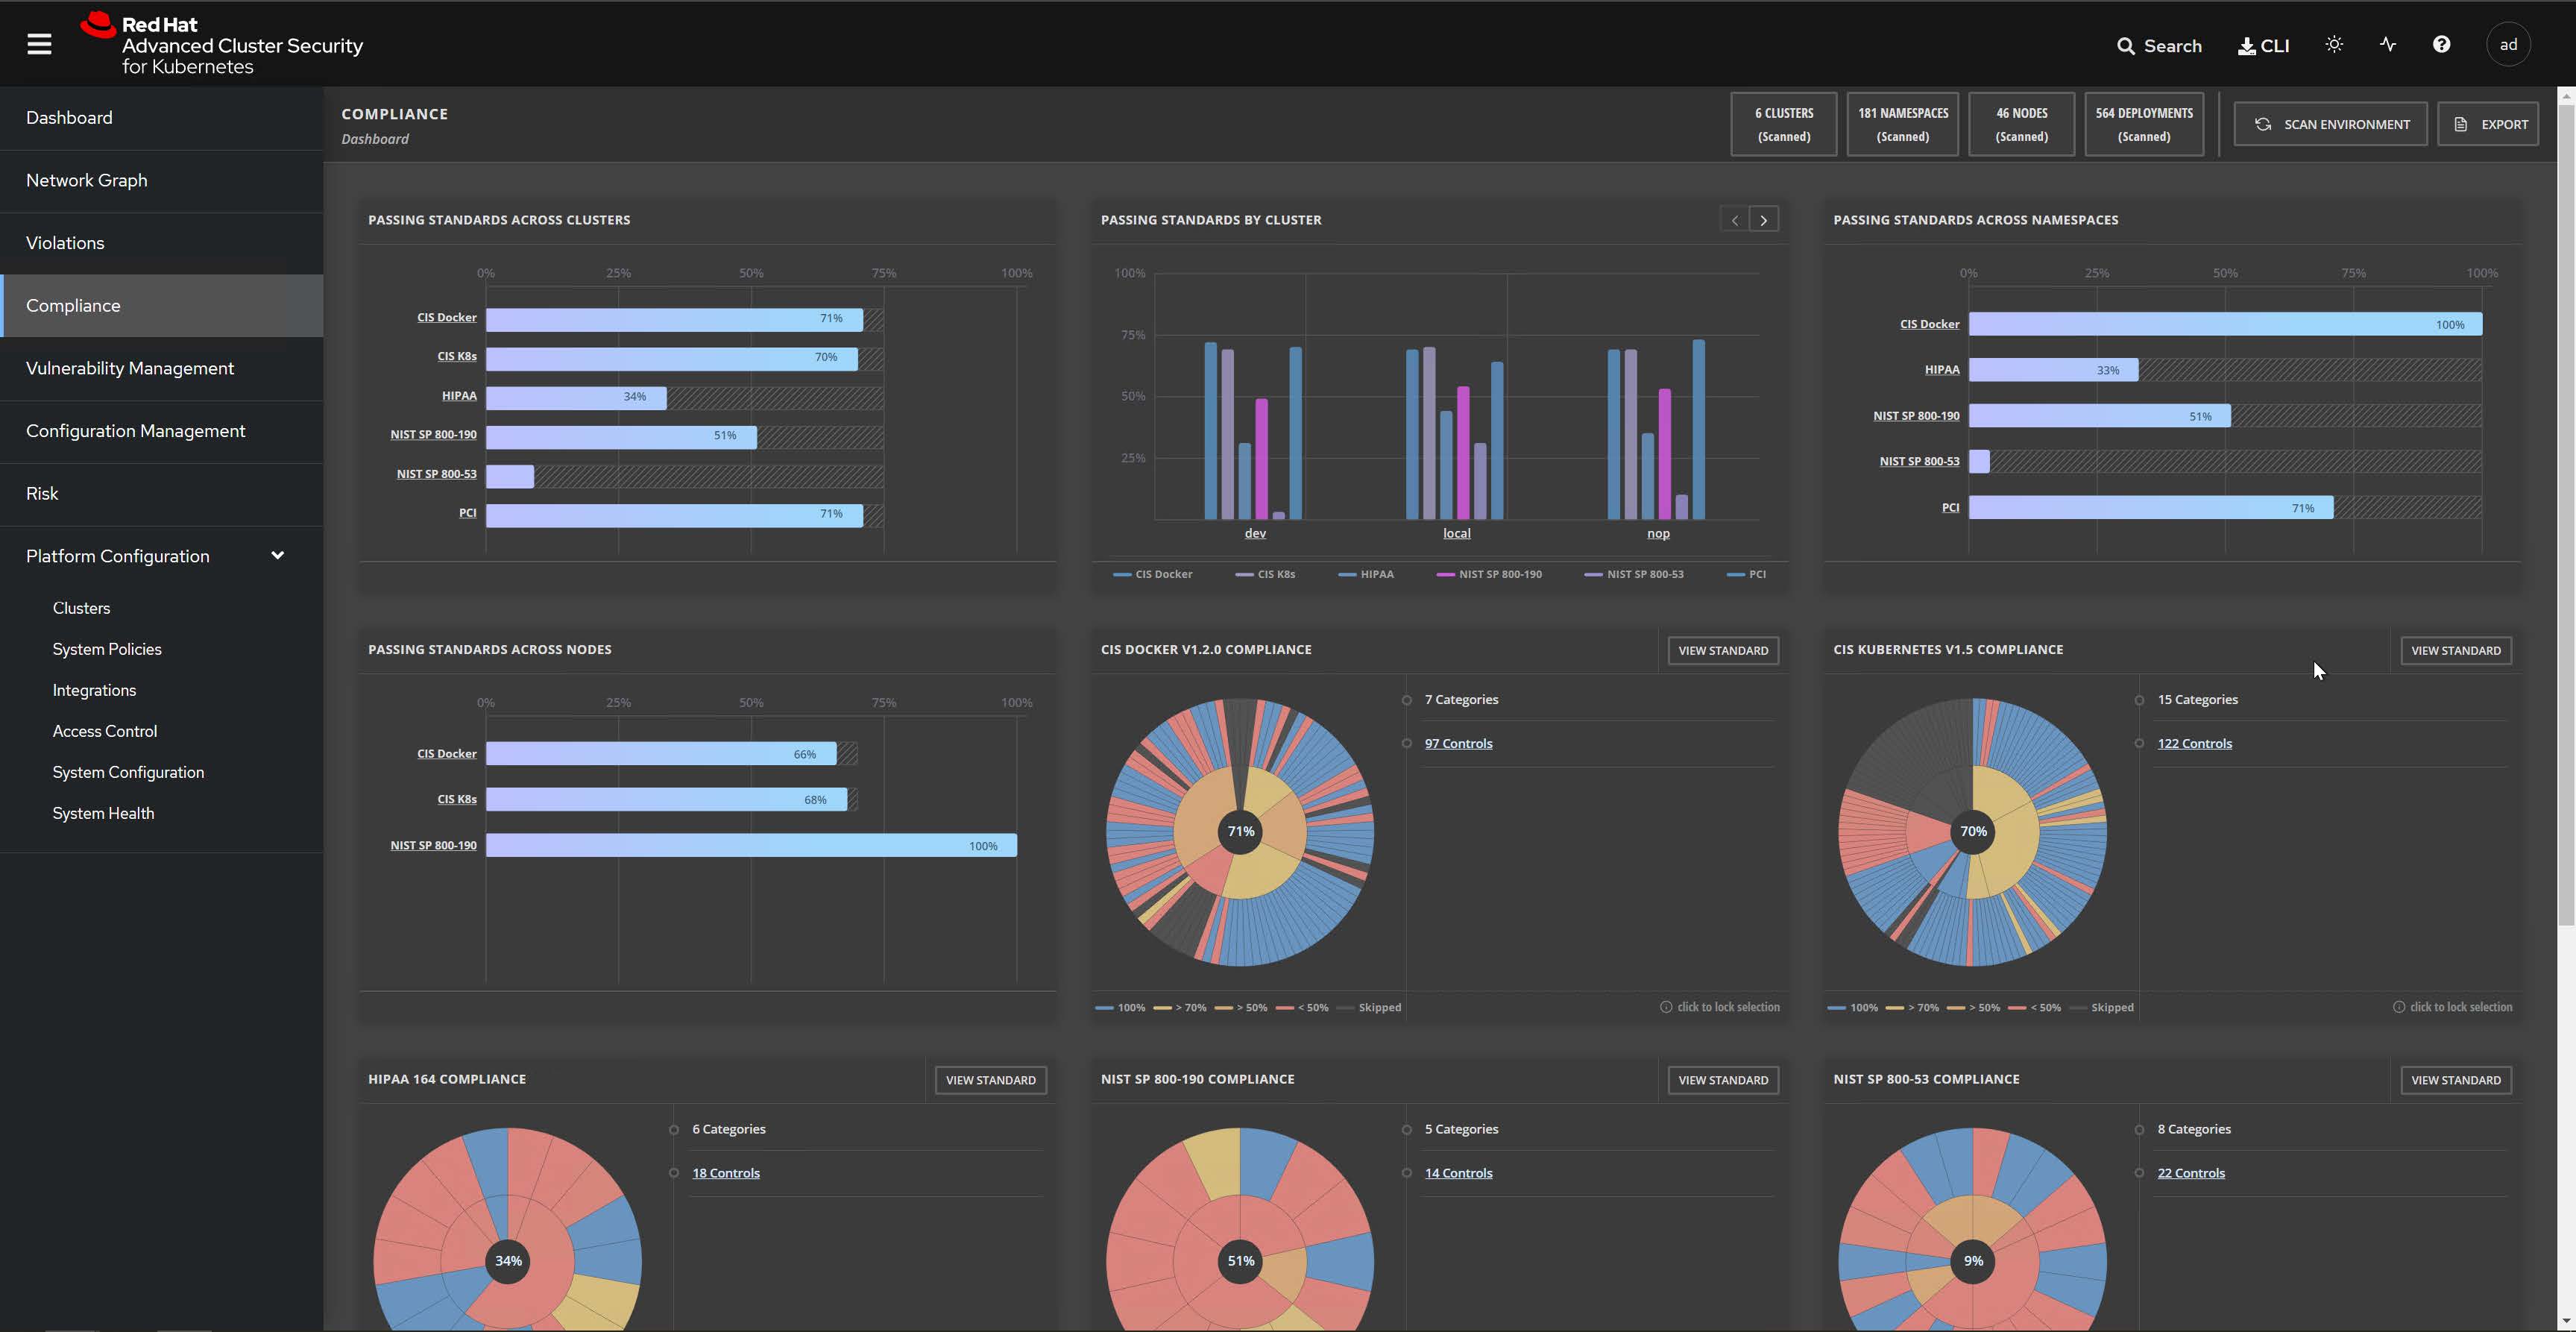 Red Hat
Advanced Cluster Security
for Kubernetes
Search
CLI
ad
Dashboard
Network Graph
Violations
Compliance
Vulnerability Management
Configuration Management
Risk
Platform Configuration
Clusters
System Policies
Integrations
Access Control
System Configuration
System Health
COMPLIANCE
Dashboard
6 CLUSTERS
(Scanned)
181 NAMESPACES
(Scanned)
46 NODES
(Scanned)
564 DEPLOYMENTS
(Scanned)
SCAN ENVIRONMENT
EXPORT
PASSING STANDARDS ACROSS CLUSTERS
0% 25% 50% 75% 100%
CIS Docker 71%
CIS K8s 70%
HIPAA 34%
NIST SP 800-190 51%
NIST SP 800-53
PCI 71%
PASSING STANDARDS BY CLUSTER
100%
75%
50%
25%
dev local nop
CIS Docker CIS K8s HIPAA NIST SP 800-190 NIST SP 800-53 PCI
PASSING STANDARDS ACROSS NAMESPACES
0% 25% 50% 75% 100%
CIS Docker 100%
HIPAA 33%
NIST SP 800-190 51%
NIST SP 800-53
PCI 71%
PASSING STANDARDS ACROSS NODES
0% 25% 50% 75% 100%
CIS Docker 66%
CIS K8s 68%
NIST SP 800-190 100%
CIS DOCKER V1.2.0 COMPLIANCE
VIEW STANDARD
7 Categories
97 Controls
71%
100% > 70% > 50% < 50% Skipped
click to lock selection
CIS KUBERNETES V1.5 COMPLIANCE
VIEW STANDARD
15 Categories
122 Controls
70%
100% > 70% > 50% < 50% Skipped
click to lock selection
HIPAA 164 COMPLIANCE
VIEW STANDARD
6 Categories
18 Controls
34%
NIST SP 800-190 COMPLIANCE
VIEW STANDARD
5 Categories
14 Controls
51%
NIST SP 800-53 COMPLIANCE
VIEW STANDARD
8 Categories
22 Controls
9%